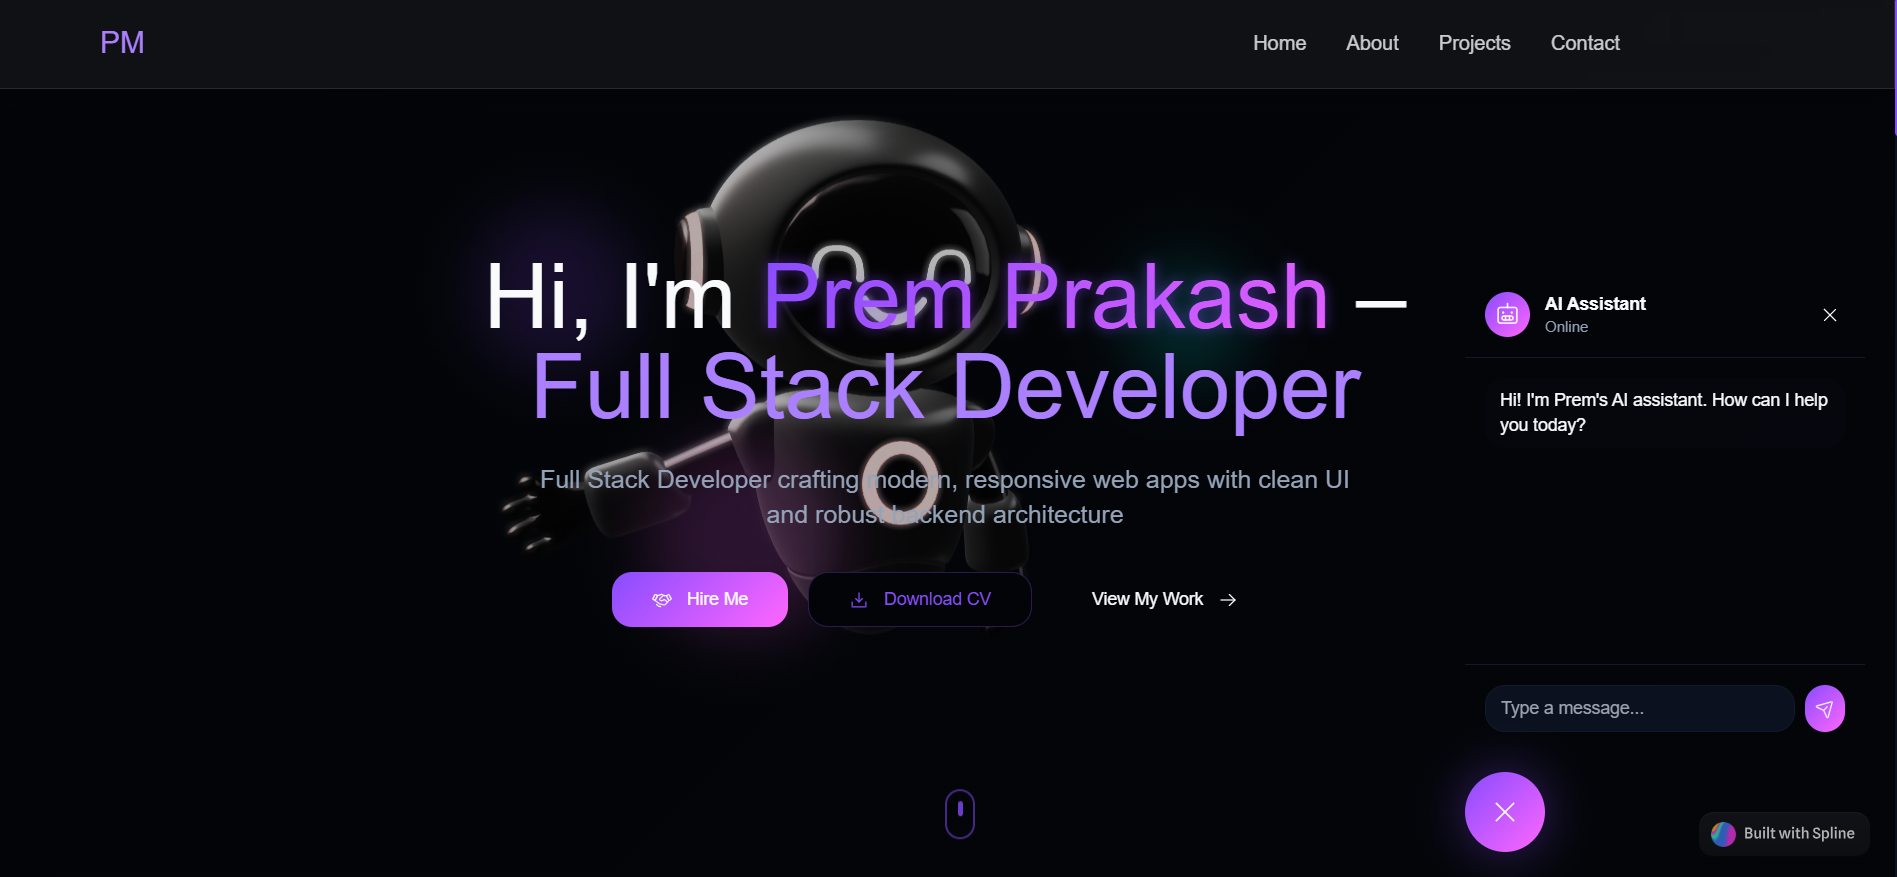 PM
Home
About
Projects
Contact
Hi, I'm Prem Prakash –
Full Stack Developer
Full Stack Developer crafting modern, responsive web apps with clean UI
and robust backend architecture
Hire Me
Download CV
View My Work
AI Assistant
Online
Hi! I'm Prem's AI assistant. How can I help
you today?
Type a message...
Built with Spline